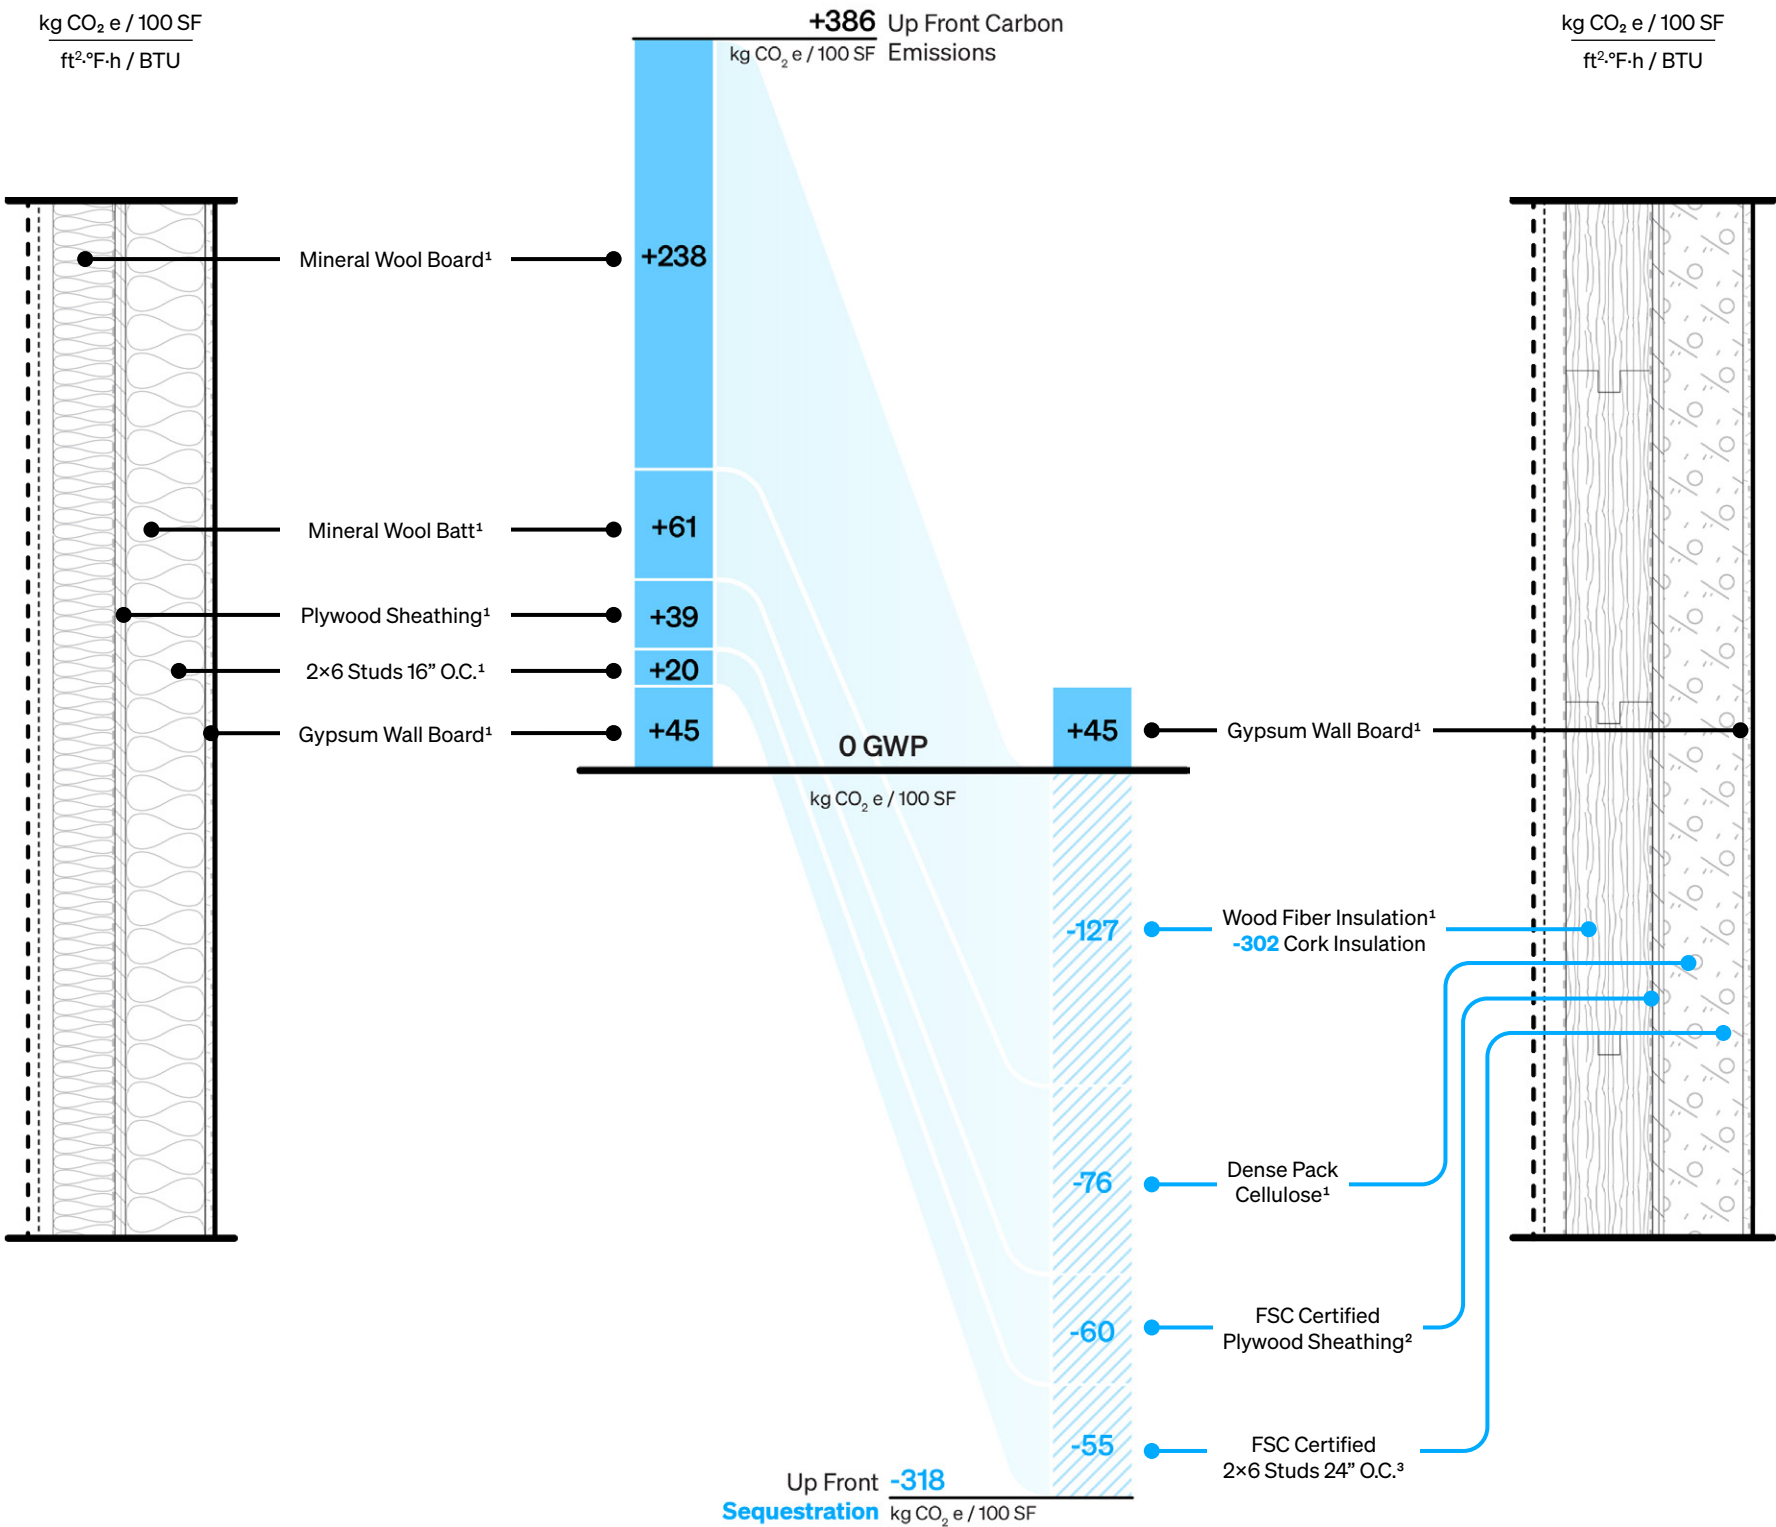 kg CO₂ e / 100 SF
ft²·°F·h / BTU
+386 Up Front Carbon
kg CO₂ e / 100 SF Emissions
kg CO₂ e / 100 SF
ft²·°F·h / BTU
Mineral Wool Board¹
+238
Mineral Wool Batt¹
+61
Plywood Sheathing¹
+39
2×6 Studs 16” O.C.¹
+20
Gypsum Wall Board¹
+45
0 GWP
kg CO₂ e / 100 SF
+45
Gypsum Wall Board¹
-127
Wood Fiber Insulation¹
-302 Cork Insulation
-76
Dense Pack
Cellulose¹
-60
FSC Certified
Plywood Sheathing²
-55
FSC Certified
2×6 Studs 24” O.C.³
Up Front -318
Sequestration kg CO₂ e / 100 SF